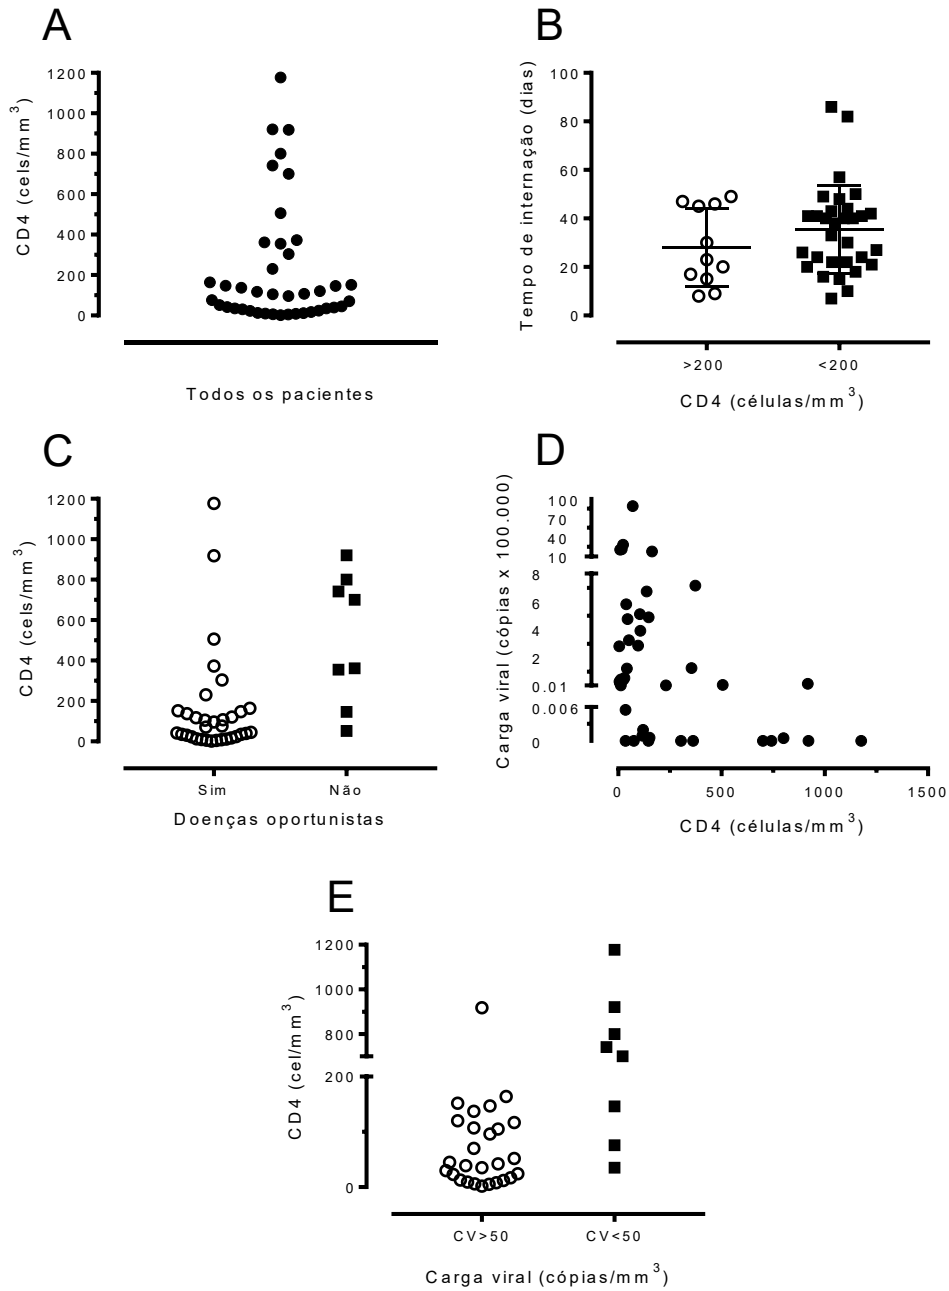 A
CD4 (cels/mm3)
1200
1000
800
600
400
200
0
Todos os pacientes
B
Tempo de internação (dias)
100
80
60
40
20
0
>200 <200
CD4 (células/mm3)
C
CD4 (cels/mm3)
1200
1000
800
600
400
200
0
Sim Não
Doenças oportunistas
D
Carga viral (cópias x 100.000)
100
70
40
10
8
6
4
2
0.01
0.006
0
0 500 1000 1500
CD4 (células/mm3)
E
CD4 (cel/mm3)
1200
1000
800
200
0
CV>50 CV<50
Carga viral (cópias/mm3)